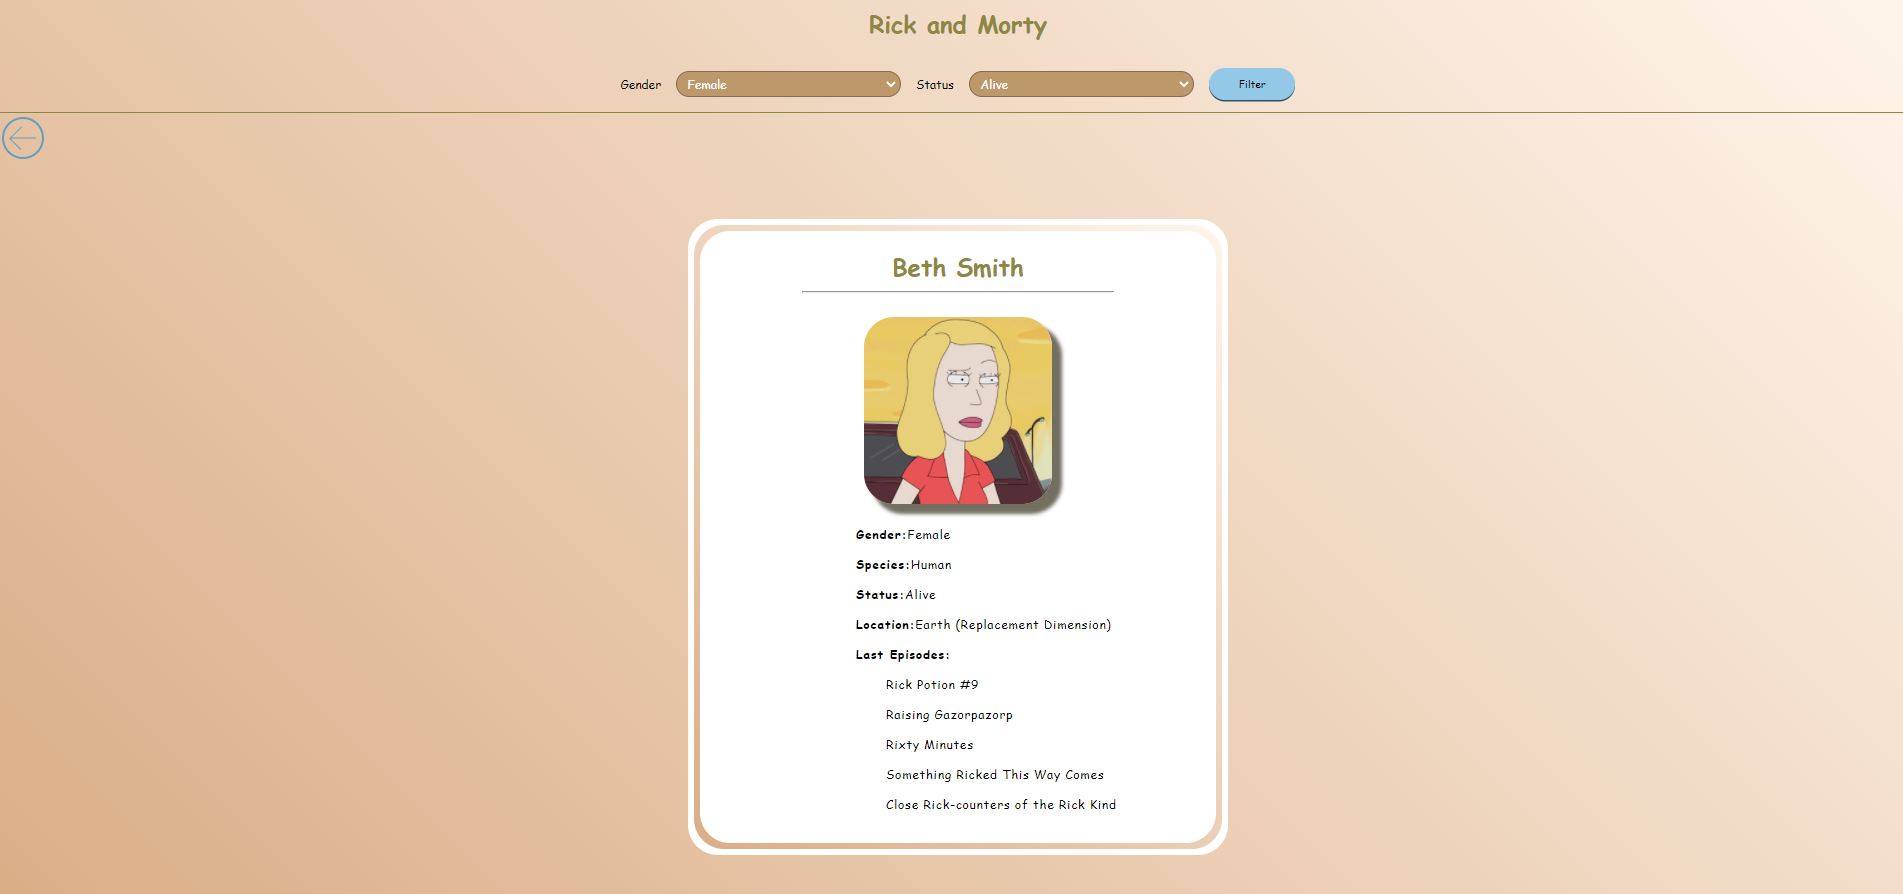 Rick and Morty
Gender Female Status Alive Filter
Beth Smith
Gender:Female
Species:Human
Status:Alive
Location:Earth (Replacement Dimension)
Last Episodes:
Rick Potion #9
Raising Gazorpazorp
Rixty Minutes
Something Ricked This Way Comes
Close Rick-counters of the Rick Kind